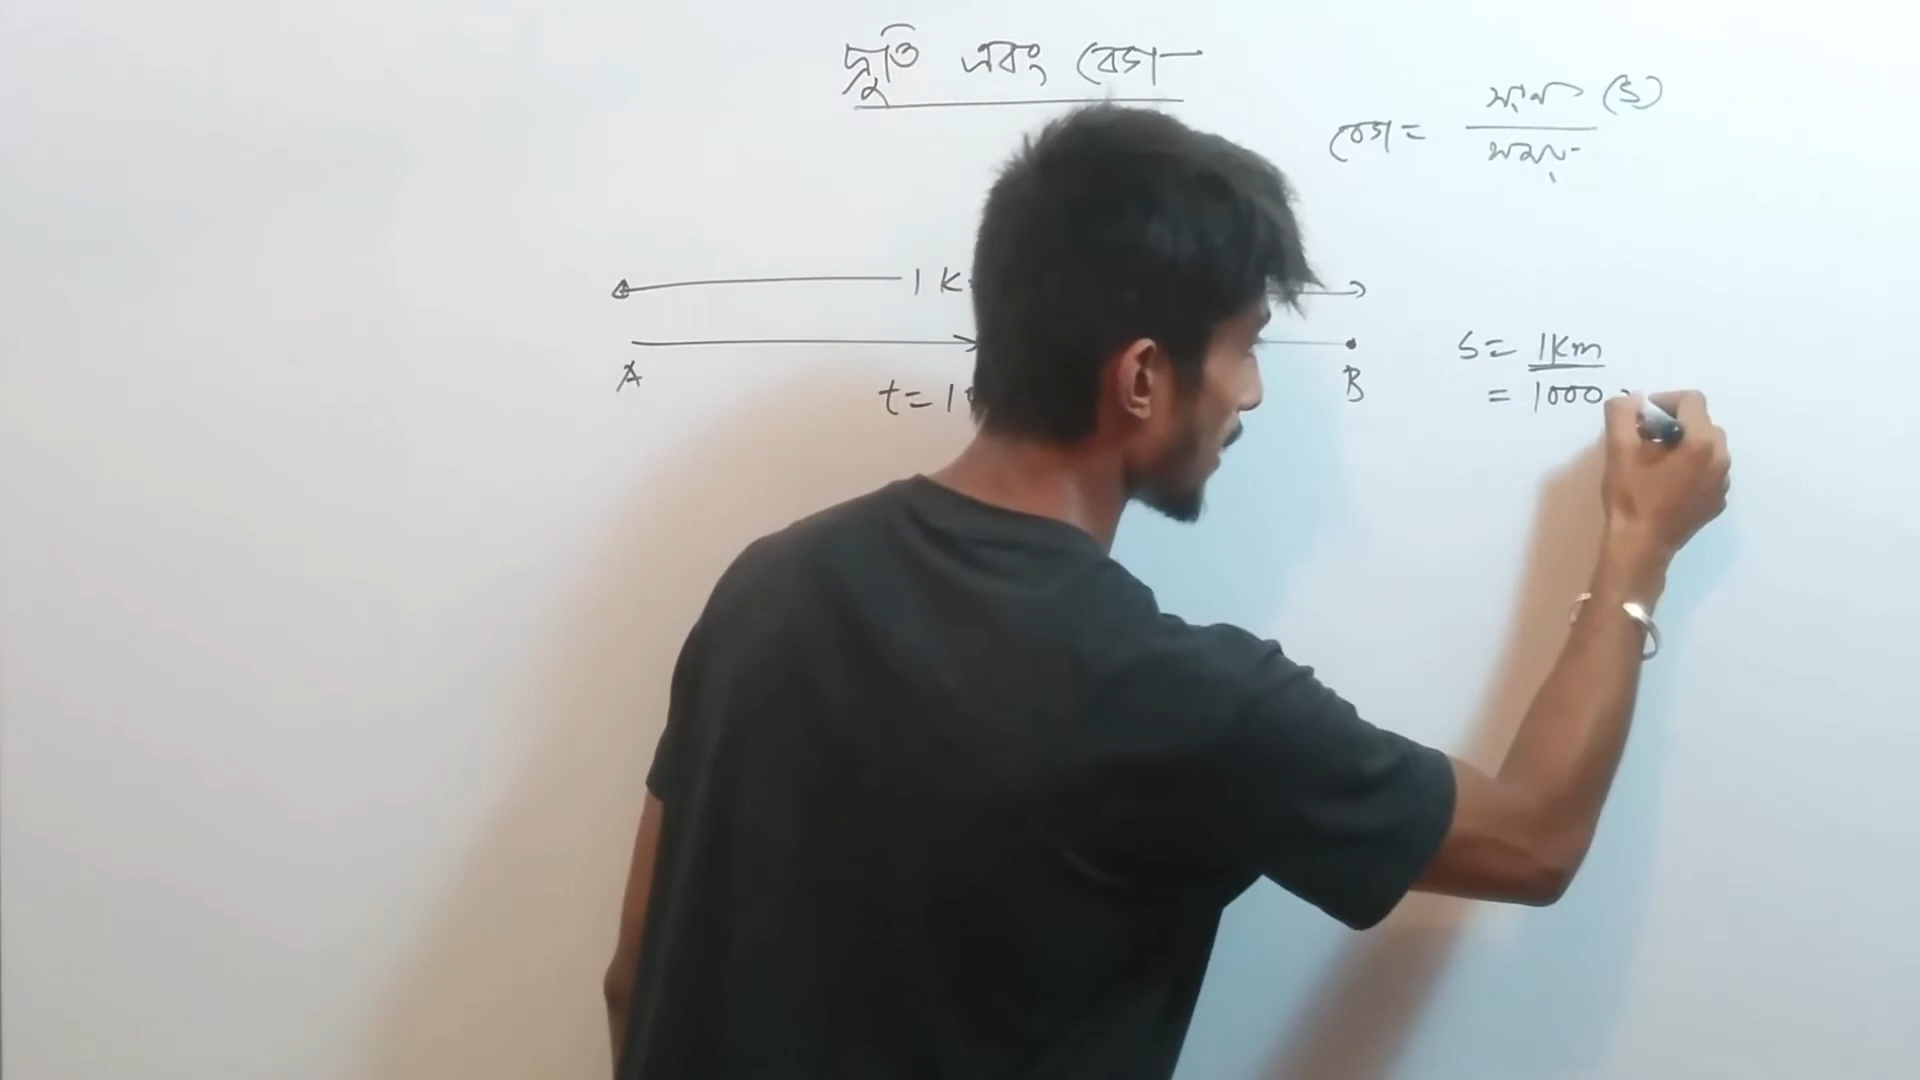 দ্রুতি এবং বেগ
বেগ = সরণ (S)
সময়
1 K
A
B
t = 1
S = 1Km
= 1000